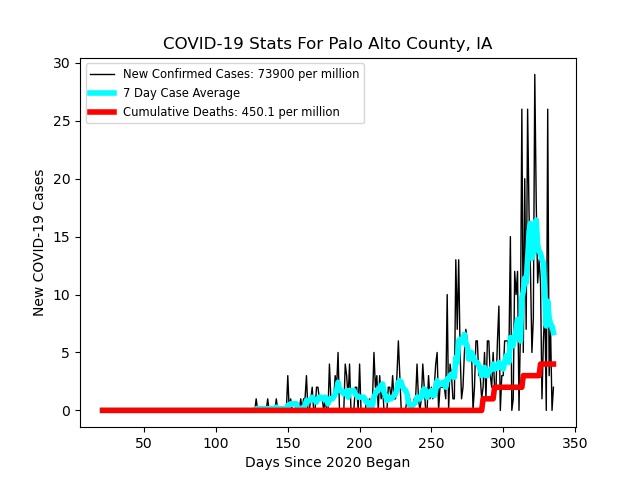 COVID-19 Stats For Palo Alto County, IA
New Confirmed Cases: 73900 per million
7 Day Case Average
Cumulative Deaths: 450.1 per million
New COVID-19 Cases
30
25
20
15
10
5
0
50 100 150 200 250 300 350
Days Since 2020 Began